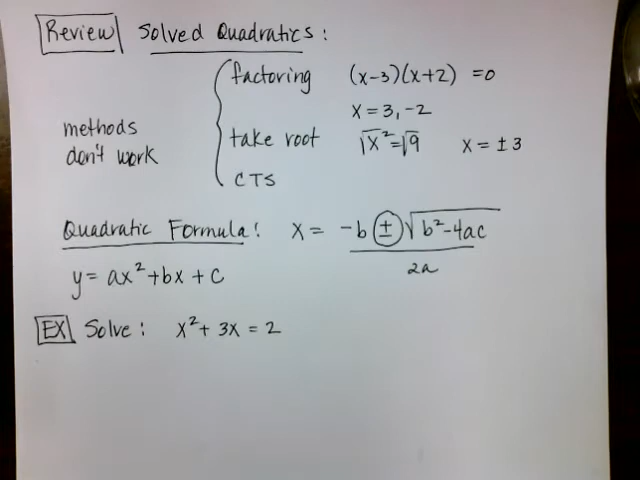 Review Solved Quadratics:
factoring (x-3)(x+2) = 0
x = 3, -2
methods don't work
take root √x² = √9 x = ±3
CTS
Quadratic Formula: x = -b ± √b²-4ac
2a
y = ax² + bx + c
EX Solve: x² + 3x = 2